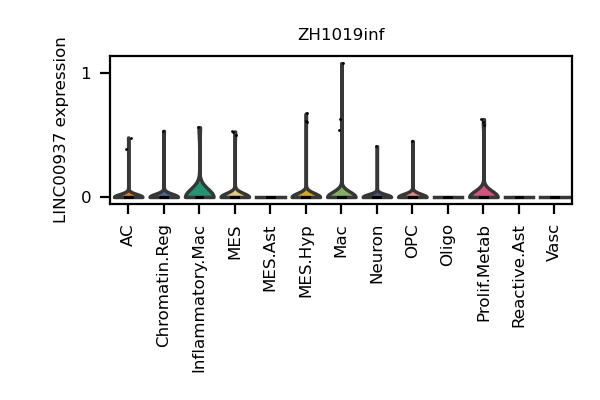 ZH1019inf
LINC00937 expression
1
0
AC
Chromatin.Reg
Inflammatory.Mac
MES
MES.Ast
MES.Hyp
Mac
Neuron
OPC
Oligo
Prolif.Metab
Reactive.Ast
Vasc